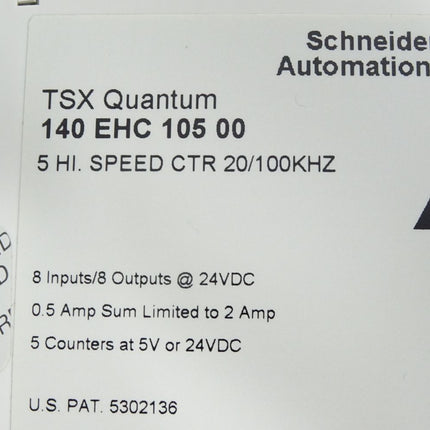 Schneider
Automation
TSX Quantum
140 EHC 105 00
5 HI. SPEED CTR 20/100KHZ
8 Inputs/8 Outputs @ 24VDC
0.5 Amp Sum Limited to 2 Amp
5 Counters at 5V or 24VDC
U.S. PAT. 5302136